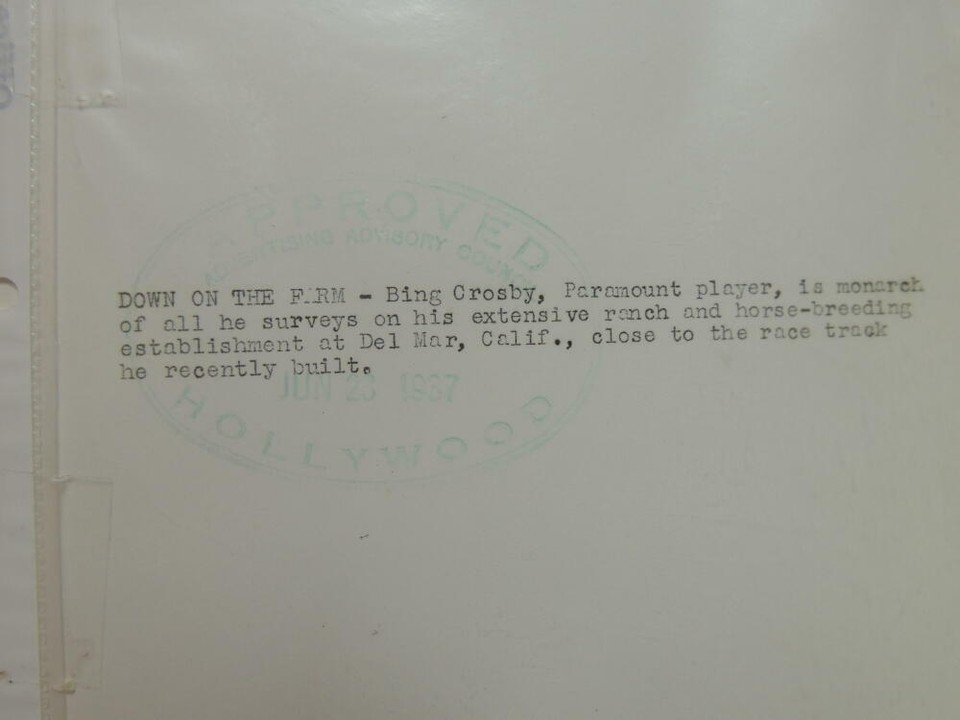 APPROVED
ADVERTISING ADVISORY COUNCIL
DOWN ON THE FARM - Bing Crosby, Paramount player, is monarch
of all he surveys on his extensive ranch and horse-breeding
establishment at Del Mar, Calif., close to the race track
he recently built.
JUN 23 1937
HOLLYWOOD